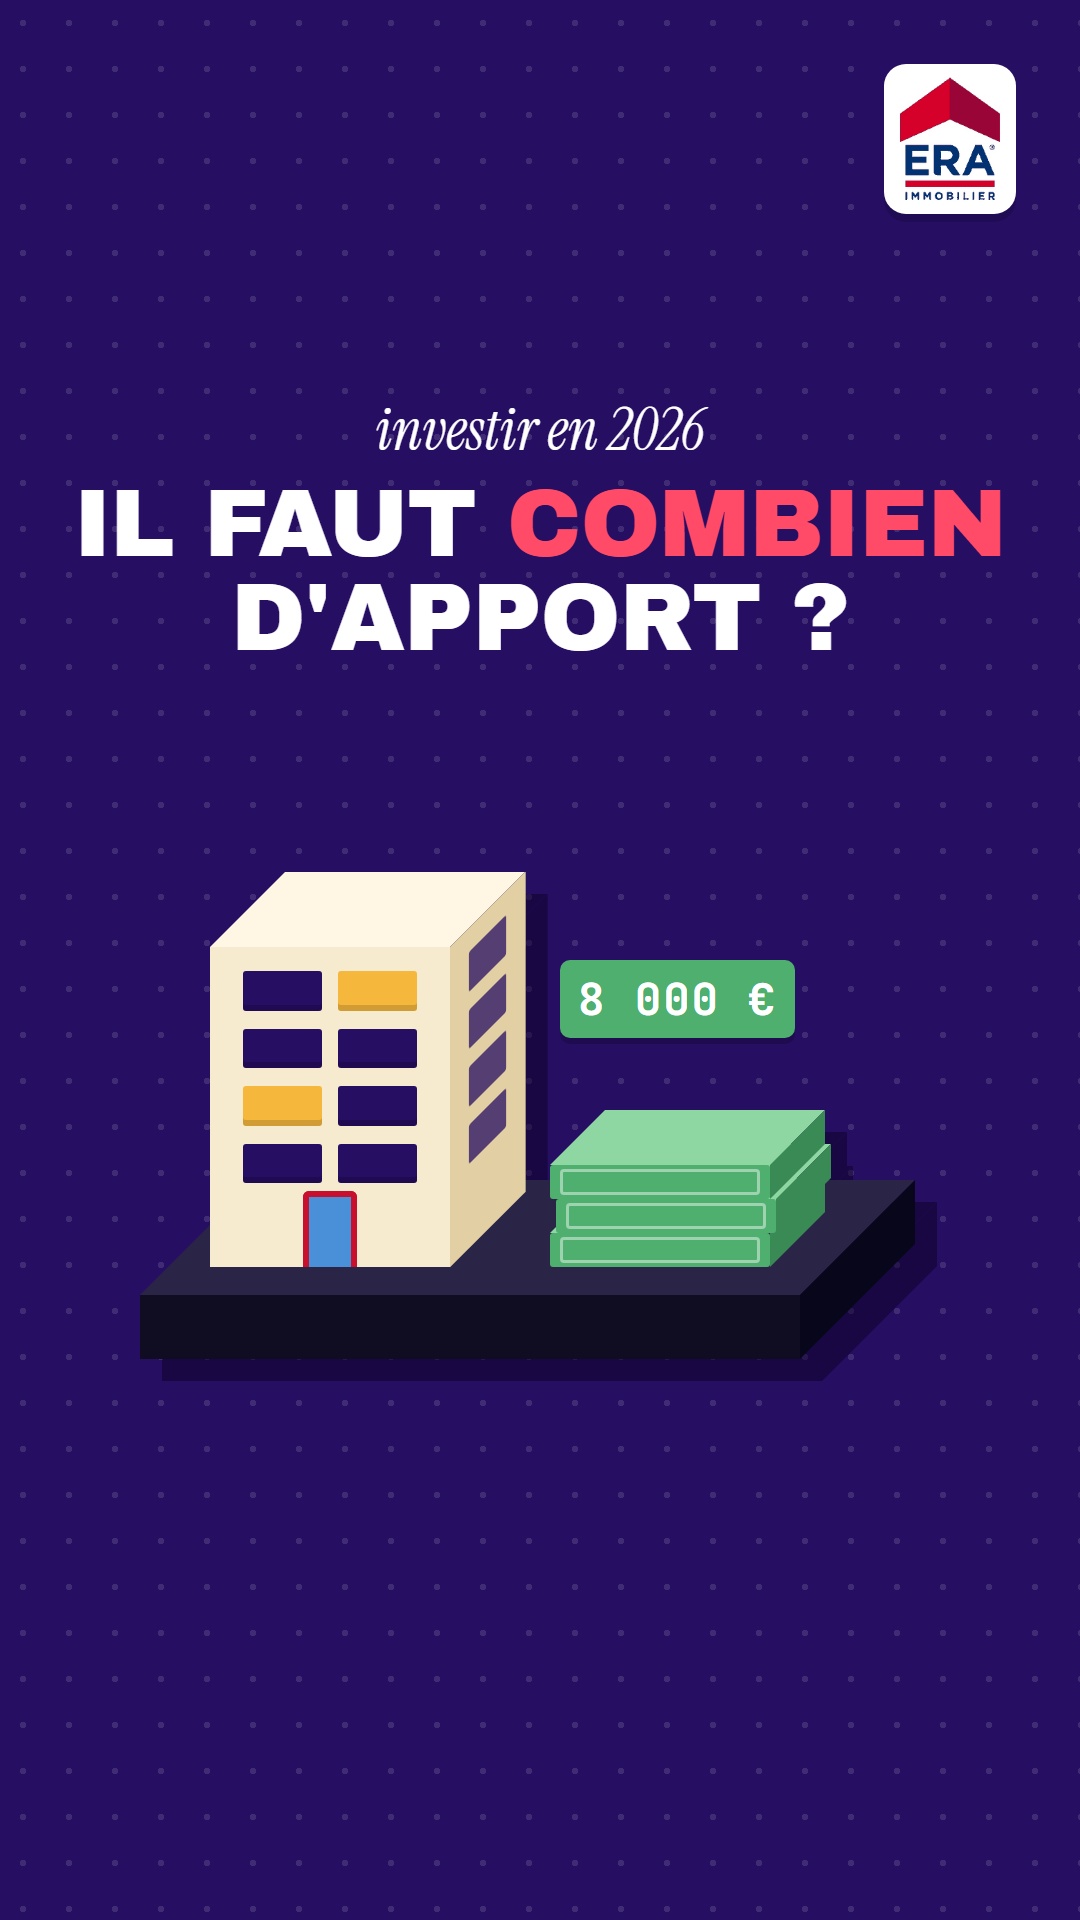 ERA®
IMMOBILIER
investir en 2026
IL FAUT COMBIEN
D'APPORT ?
8 000 €